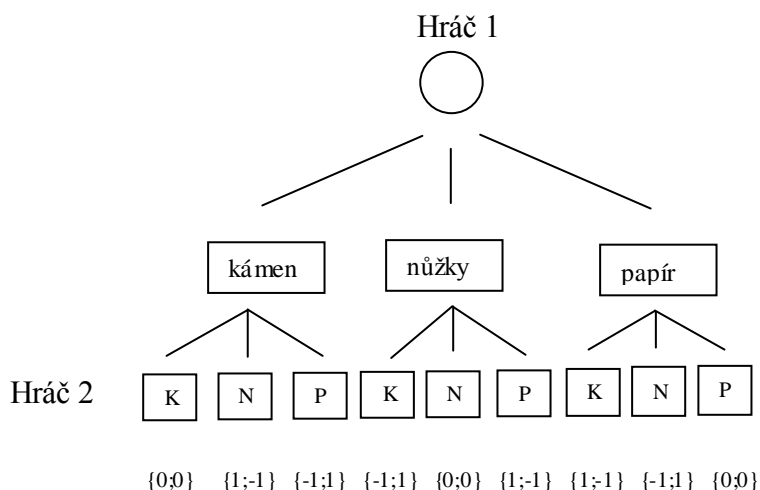 Hráč 1
kámen nůžky papír
Hráč 2 K N P K N P K N P
{0;0} {1;-1} {-1;1} {-1;1} {0;0} {1;-1} {1;-1} {-1;1} {0;0}